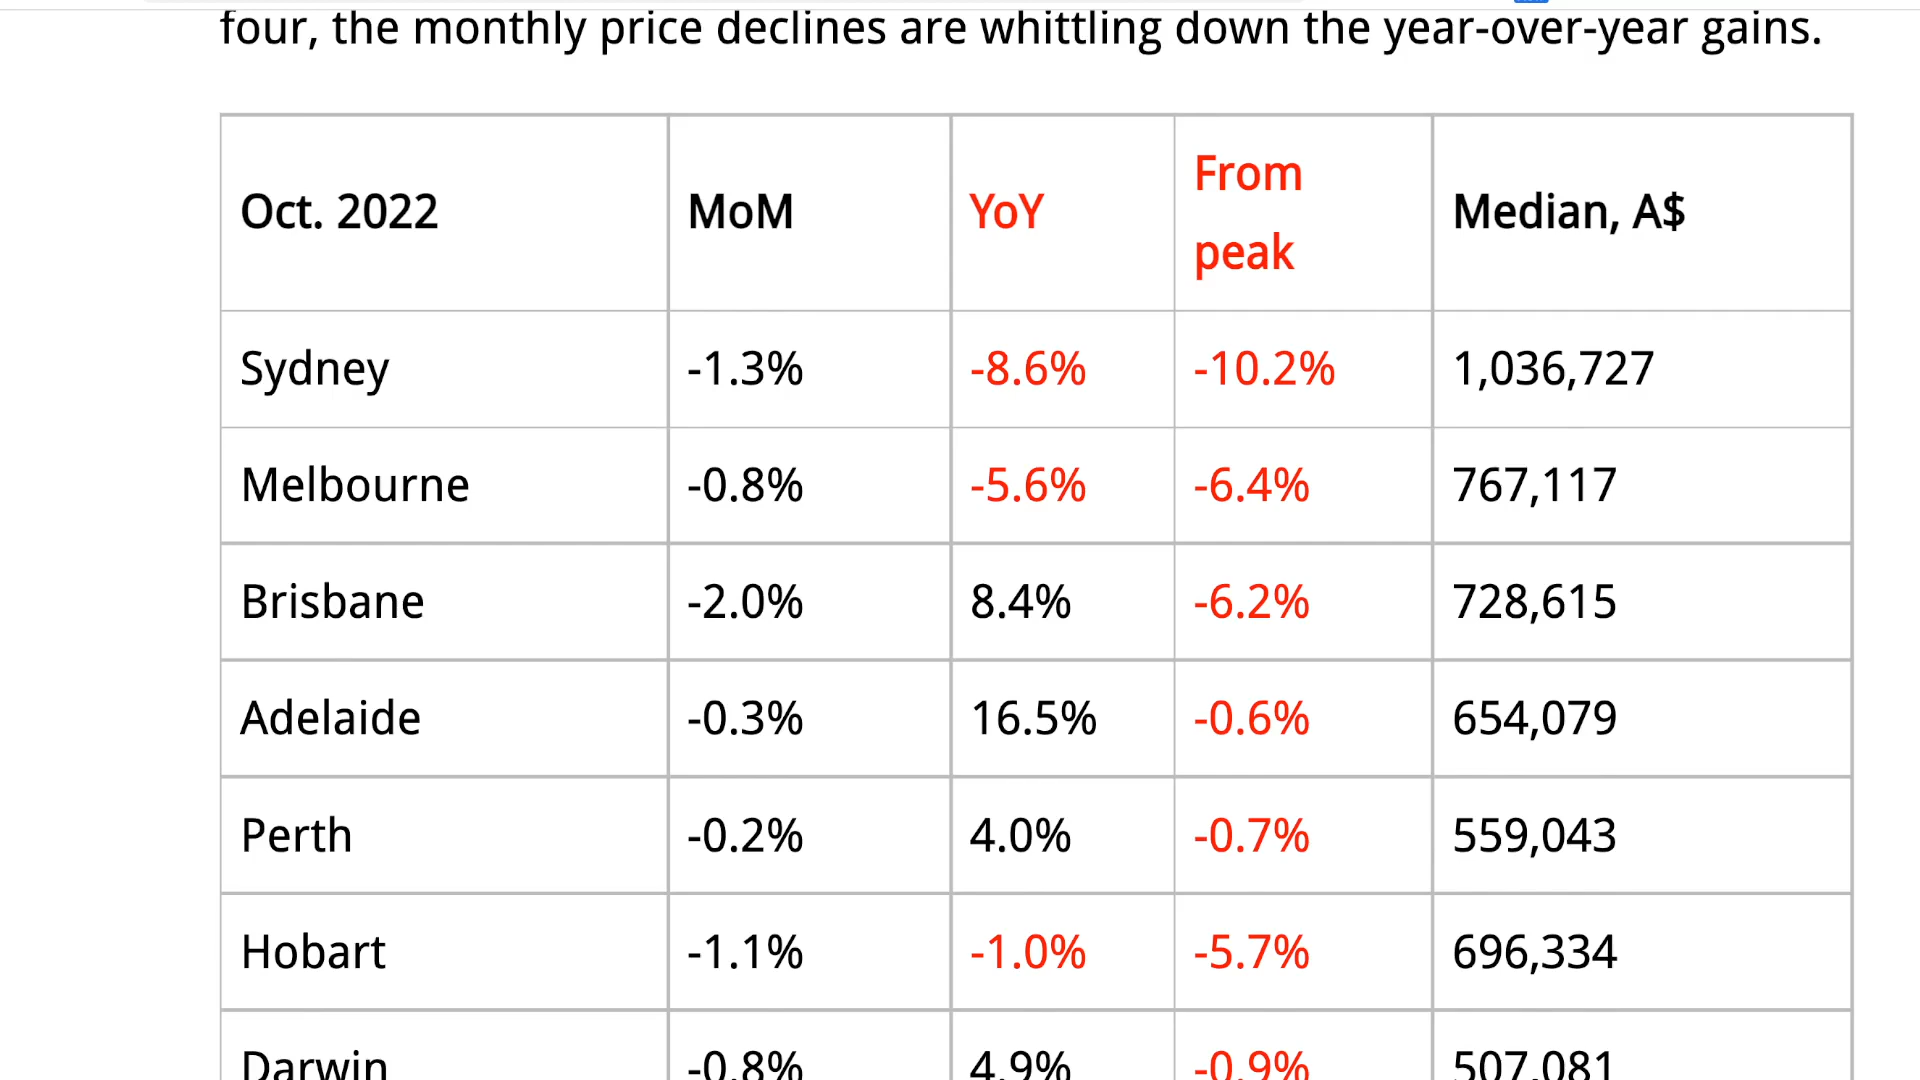 four, the monthly price declines are whittling down the year-over-year gains.
Oct. 2022 MoM YoY From peak Median, A$
Sydney -1.3% -8.6% -10.2% 1,036,727
Melbourne -0.8% -5.6% -6.4% 767,117
Brisbane -2.0% 8.4% -6.2% 728,615
Adelaide -0.3% 16.5% -0.6% 654,079
Perth -0.2% 4.0% -0.7% 559,043
Hobart -1.1% -1.0% -5.7% 696,334
Darwin -0.8% 4.9% -0.9% 507,081